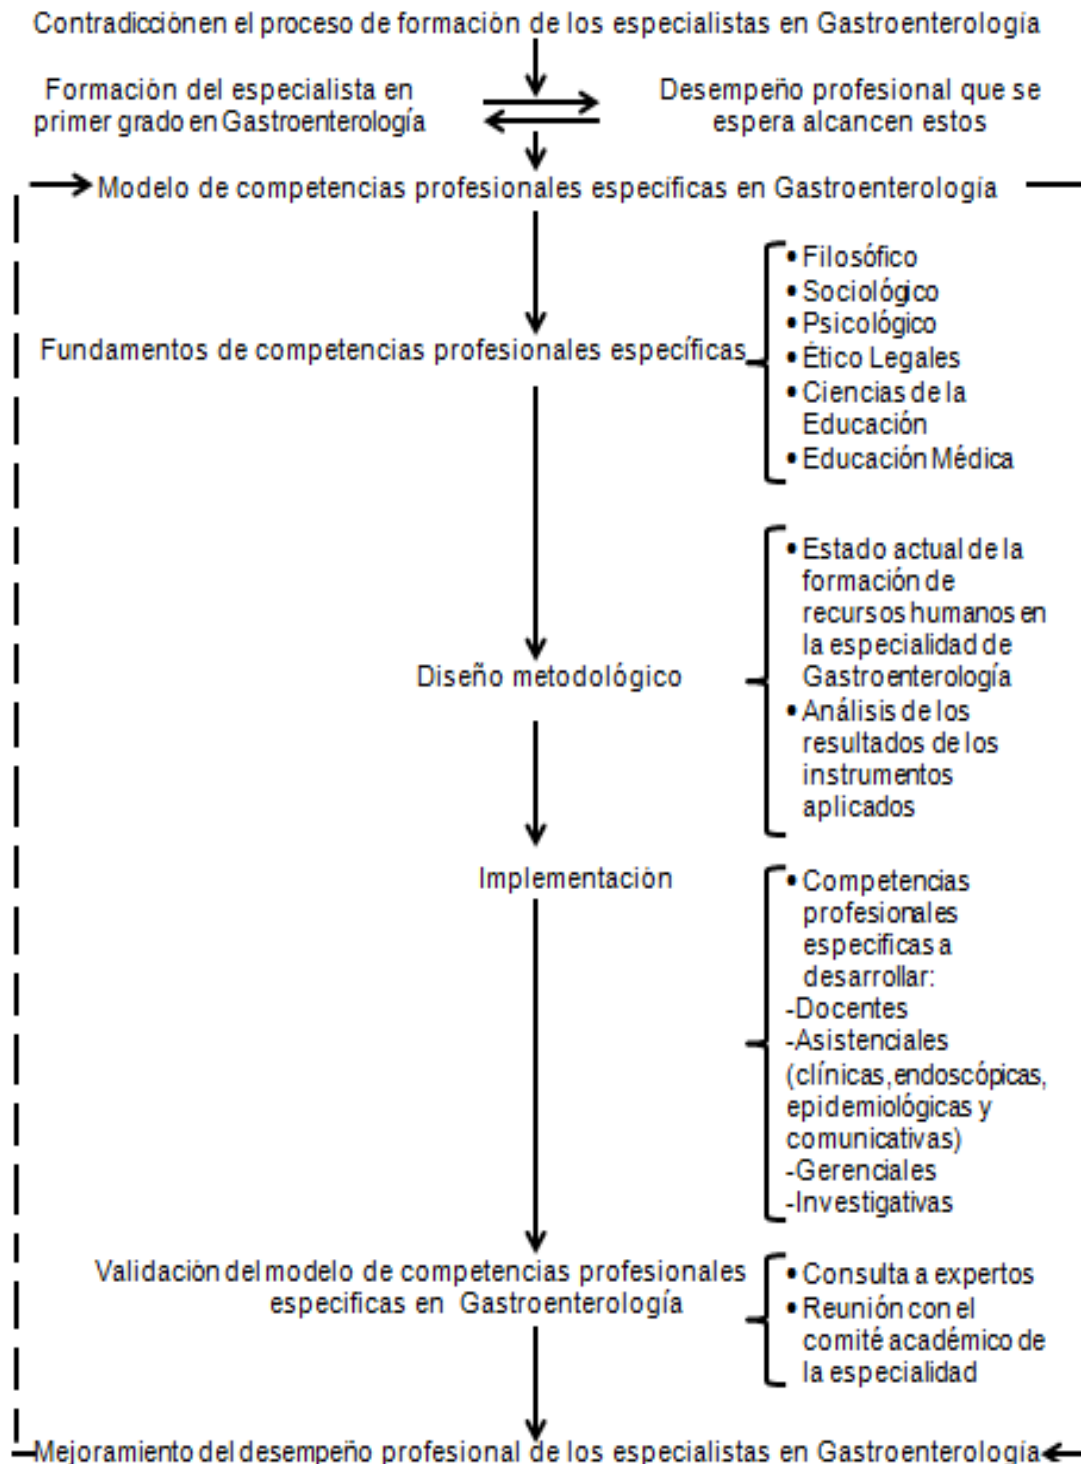 Contradicción en el proceso de formación de los especialistas en Gastroenterología
Formación del especialista en
primer grado en Gastroenterología
Desempeño profesional que se
espera alcancen estos
Modelo de competencias profesionales específicas en Gastroenterología
Fundamentos de competencias profesionales específicas
• Filosófico
• Sociológico
• Psicológico
• Ético Legales
• Ciencias de la
Educación
• Educación Médica
Diseño metodológico
• Estado actual de la
formación de
recursos humanos en
la especialidad de
Gastroenterología
• Análisis de los
resultados de los
instrumentos
aplicados
Implementación
• Competencias
profesionales
especificas a
desarrollar:
-Docentes
-Asistenciales
(clínicas, endoscópicas,
epidemiológicas y
comunicativas)
-Gerenciales
-Investigativas
Validación del modelo de competencias profesionales
especificas en Gastroenterología
• Consulta a expertos
• Reunión con el
comité académico de
la especialidad
Mejoramiento del desempeño profesional de los especialistas en Gastroenterología